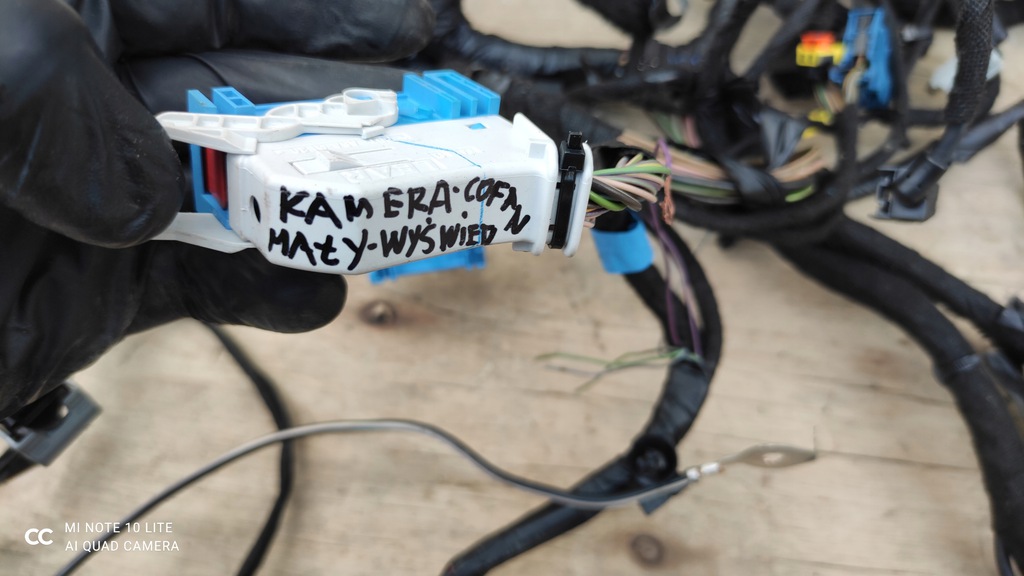 KAMERA·COFAN
MAŁY-WYŚWIED
MI NOTE 10 LITE
AI QUAD CAMERA